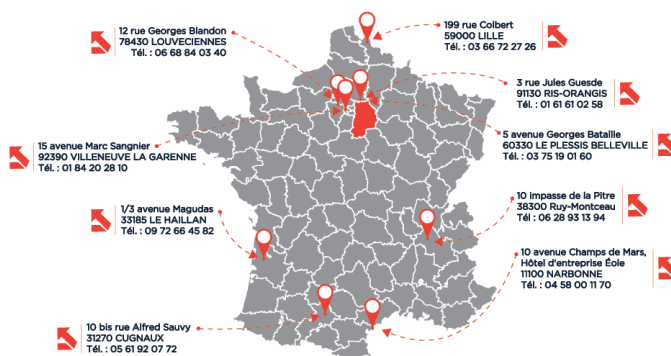 12 rue Georges Blandon
78430 LOUVECIENNES
Tél. : 06 68 84 03 40
199 rue Colbert
59000 LILLE
Tél. : 03 66 72 27 26
3 rue Jules Guesde
91130 RIS-ORANGIS
Tél. : 01 61 61 02 58
15 avenue Marc Sangnier
92390 VILLENEUVE LA GARENNE
Tél. : 01 84 20 28 10
5 avenue Georges Bataille
60330 LE PLESSIS BELLEVILLE
Tél. : 03 75 19 01 60
1/3 avenue Magudas
33185 LE HAILLAN
Tél. : 09 72 66 45 82
10 impasse de la Pitre
38300 Ruy-Montceau
Tél. : 06 28 93 13 94
10 avenue Champs de Mars,
Hôtel d'entreprise Éole
11100 NARBONNE
Tél. : 04 58 00 11 70
10 bis rue Alfred Sauvy
31270 CUGNAUX
Tél. : 05 61 92 07 72